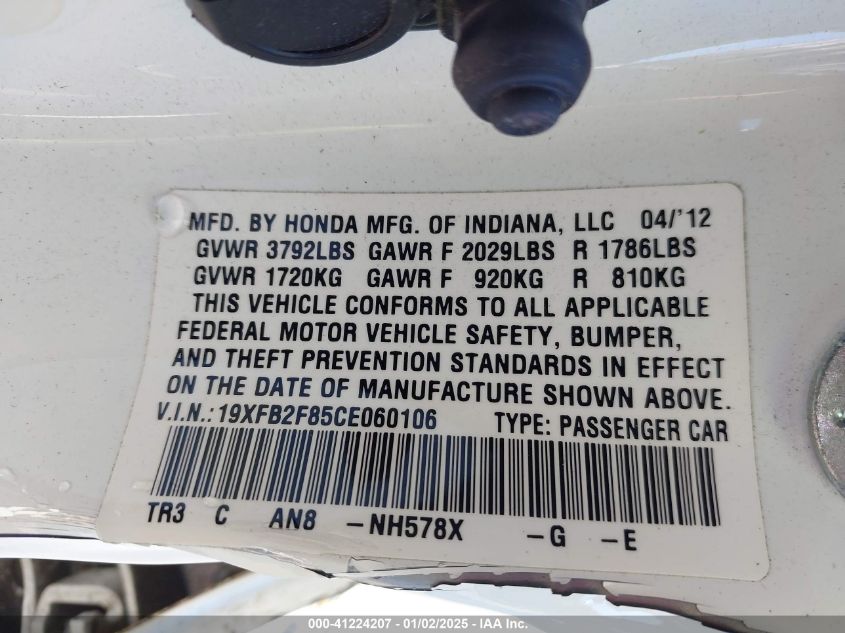 MFD. BY HONDA MFG. OF INDIANA, LLC 04/'12
GVWR 3792LBS GAWR F 2029LBS R 1786LBS
GVWR 1720KG GAWR F 920KG R 810KG
THIS VEHICLE CONFORMS TO ALL APPLICABLE
FEDERAL MOTOR VEHICLE SAFETY, BUMPER,
AND THEFT PREVENTION STANDARDS IN EFFECT
ON THE DATE OF MANUFACTURE SHOWN ABOVE.
V.I.N.:19XFB2F85CE060106 TYPE: PASSENGER CAR
TR3 C AN8 -NH578X -G -E
000-41224207 - 01/02/2025 - IAA Inc.